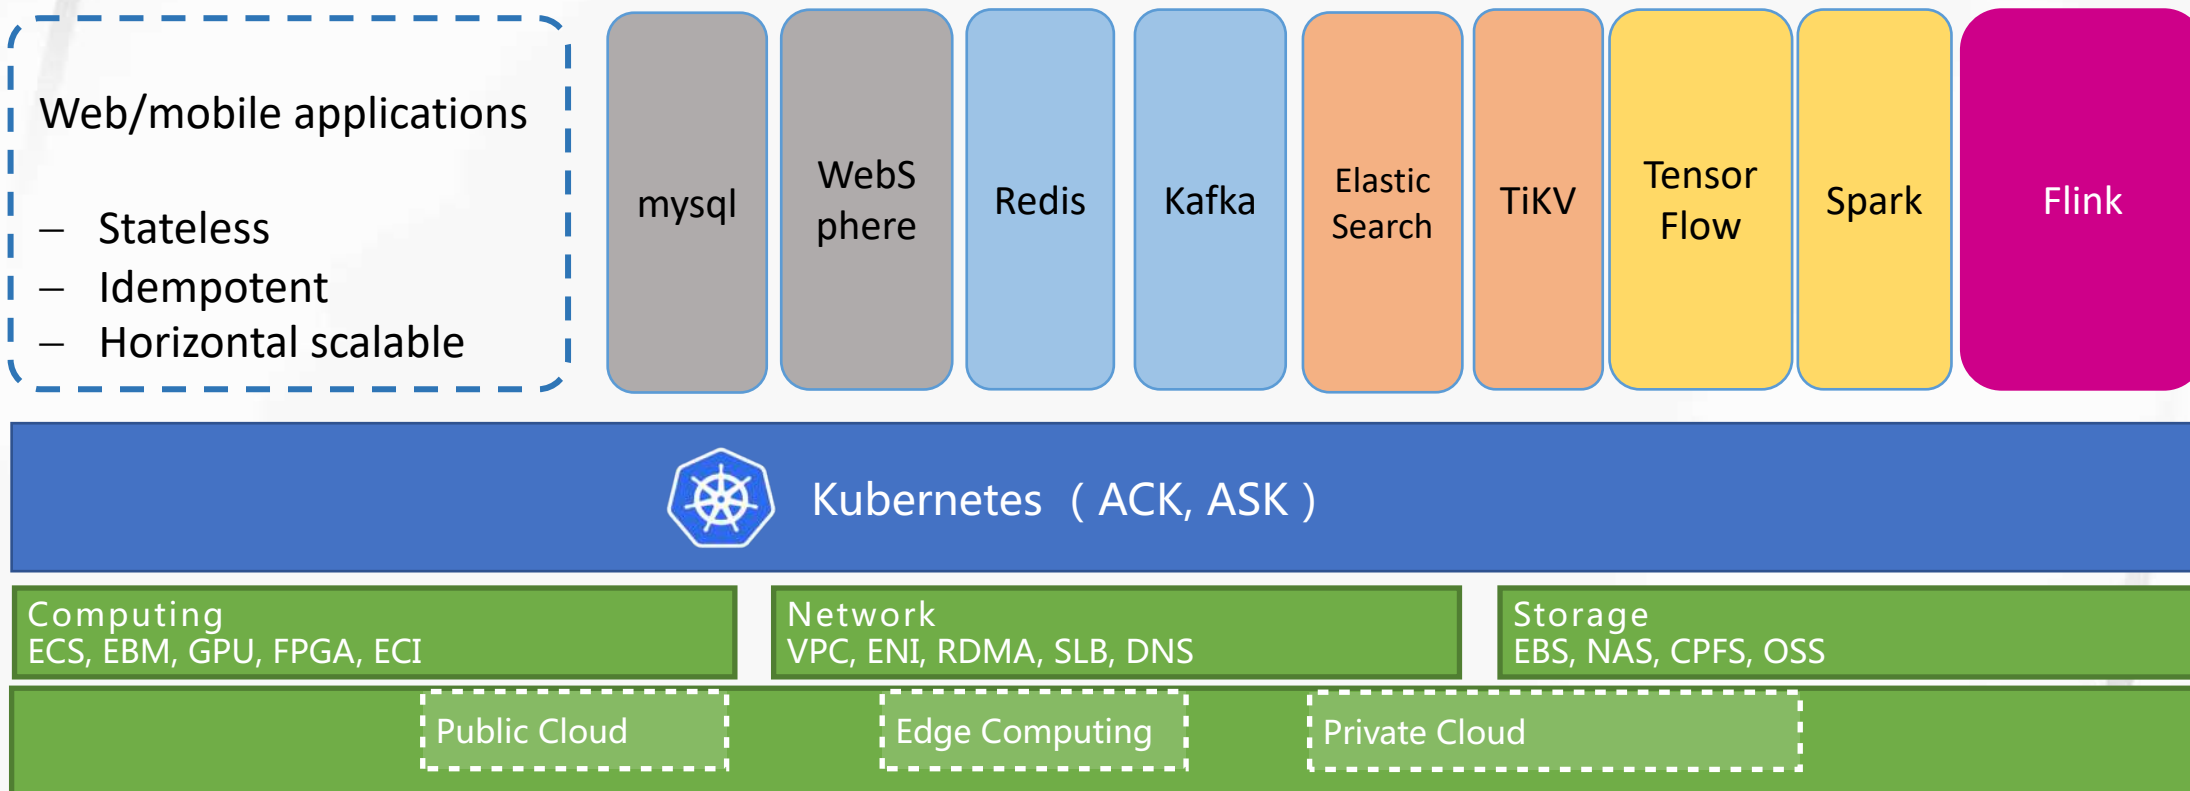 Web/mobile applications
– Stateless
– Idempotent
– Horizontal scalable
mysql
WebS
phere
Redis
Kafka
Elastic
Search
TiKV
Tensor
Flow
Spark
Flink
Kubernetes （ ACK, ASK ）
Computing
ECS, EBM, GPU, FPGA, ECI
Network
VPC, ENI, RDMA, SLB, DNS
Storage
EBS, NAS, CPFS, OSS
Public Cloud
Edge Computing
Private Cloud